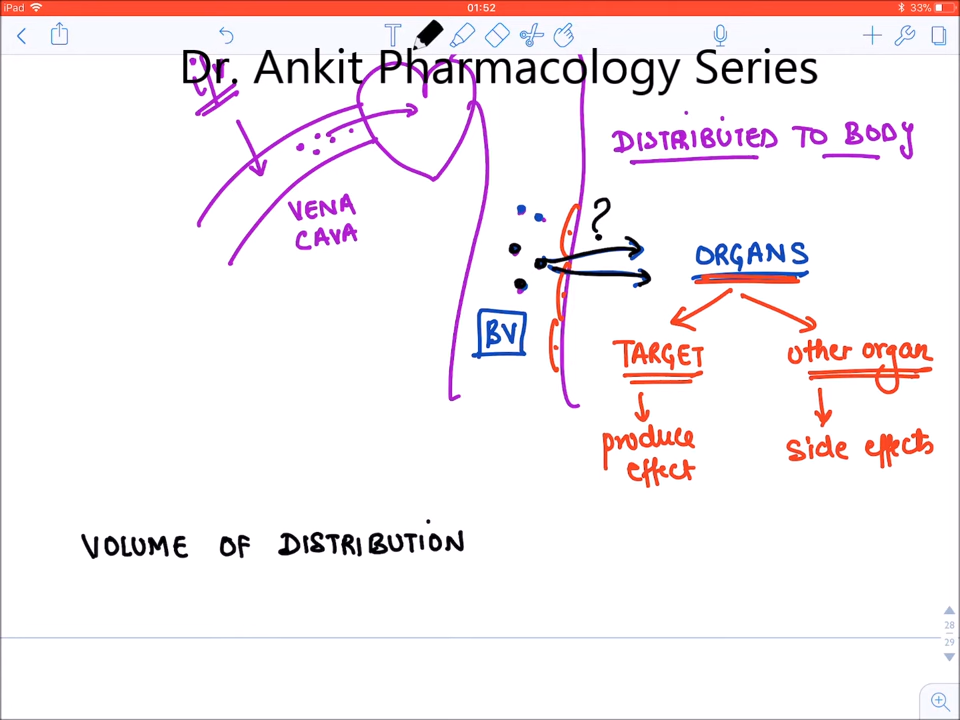 iPad 01:52 33%
T
Dr. Ankit Pharmacology Series
DISTRIBUTED TO BODY
VENA
CAVA
?
ORGANS
BV
TARGET
other organ
produce
effect
side effects
VOLUME OF DISTRIBUTION
28
29